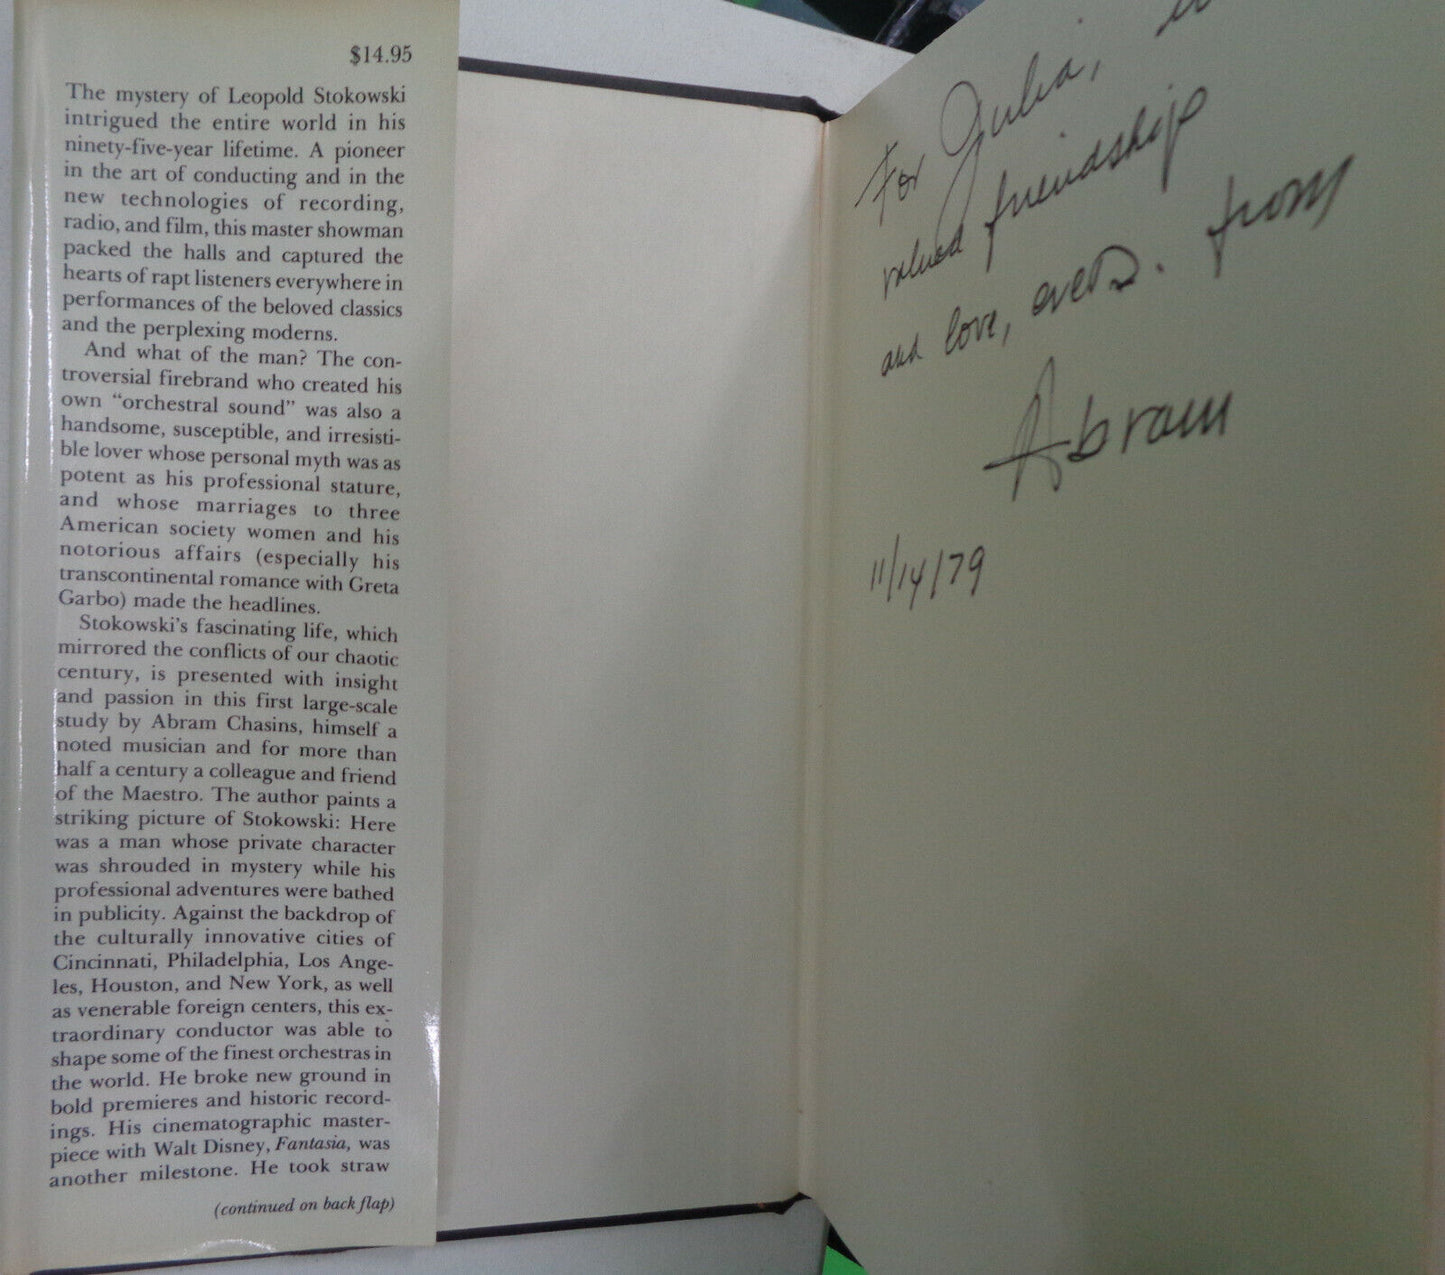 $14.95
The mystery of Leopold Stokowski
intrigued the entire world in his
ninety-five-year lifetime. A pioneer
in the art of conducting and in the
new technologies of recording,
radio, and film, this master showman
packed the halls and captured the
hearts of rapt listeners everywhere in
performances of the beloved classics
and the perplexing moderns.
And what of the man? The con-
troversial firebrand who created his
own “orchestral sound” was also a
handsome, susceptible, and irresisti-
ble lover whose personal myth was as
potent as his professional stature,
and whose marriages to three
American society women and his
notorious affairs (especially his
transcontinental romance with Greta
Garbo) made the headlines.
Stokowski's fascinating life, which
mirrored the conflicts of our chaotic
century, is presented with insight
and passion in this first large-scale
study by Abram Chasins, himself a
noted musician and for more than
half a century a colleague and friend
of the Maestro. The author paints a
striking picture of Stokowski: Here
was a man whose private character
was shrouded in mystery while his
professional adventures were bathed
in publicity. Against the backdrop of
the culturally innovative cities of
Cincinnati, Philadelphia, Los Ange-
les, Houston, and New York, as well
as venerable foreign centers, this ex-
traordinary conductor was able to
shape some of the finest orchestras in
the world. He broke new ground in
bold premieres and historic record-
ings. His cinematographic master-
piece with Walt Disney, Fantasia, was
another milestone. He took straw
(continued on back flap)
For Julia,
valued friendship
and love, ever. from
Abram
11/14/79